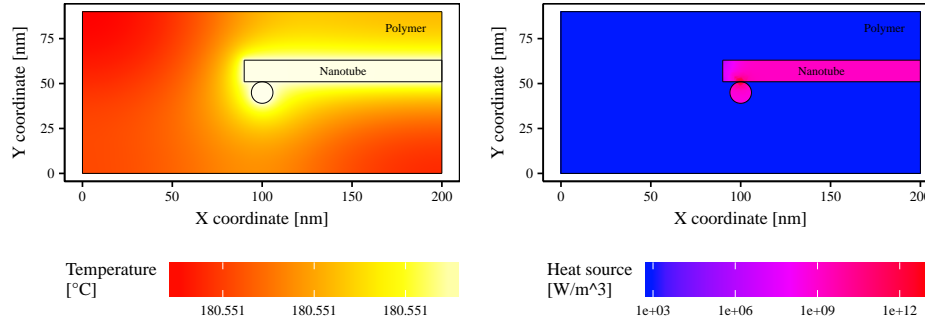 Polymer
Nanotube
75
50
25
0
Y coordinate [nm]
0
50
100
150
200
X coordinate [nm]
Temperature
[°C]
180.551
180.551
180.551
Polymer
Nanotube
75
50
25
0
Y coordinate [nm]
0
50
100
150
200
X coordinate [nm]
Heat source
[W/m^3]
1e+03
1e+06
1e+09
1e+12